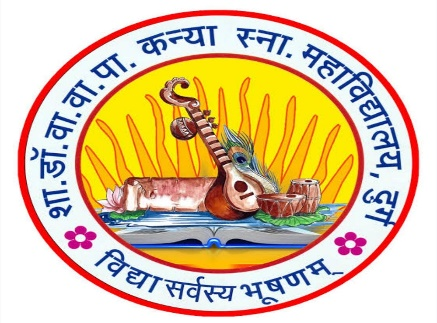 शा.डॉ.वा.वा.पा. कन्या स्ना. महाविद्यालय, दुर्ग
विद्या सर्वस्य भूषणम्